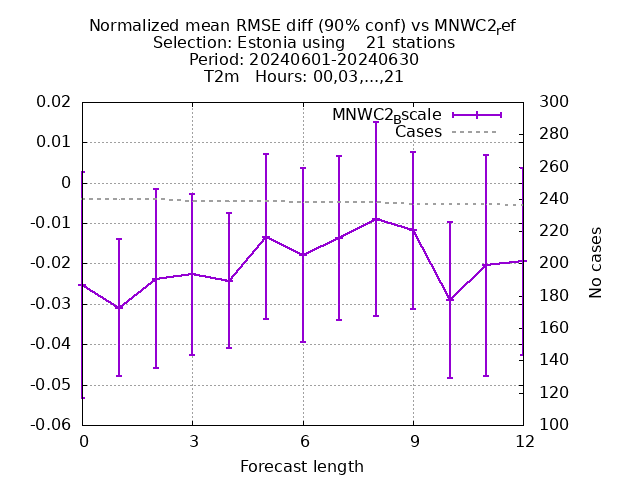 Normalized mean RMSE diff (90% conf) vs MNWC2ref
Selection: Estonia using 21 stations
Period: 20240601-20240630
T2m Hours: 00,03,...,21
MNWC2Bscale
Cases
0.02
0.01
0
-0.01
-0.02
-0.03
-0.04
-0.05
-0.06
300
280
260
240
220
200
180
160
140
120
100
No cases
0 3 6 9 12
Forecast length